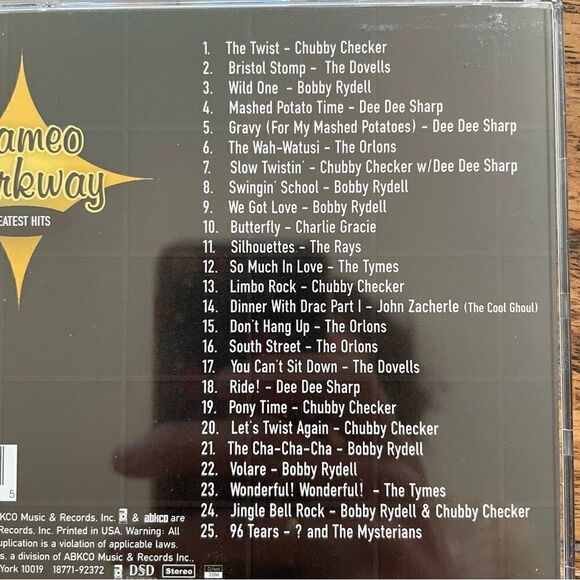 ameo
rkway
EATEST HITS
1. The Twist – Chubby Checker
2. Bristol Stomp – The Dovells
3. Wild One – Bobby Rydell
4. Mashed Potato Time – Dee Dee Sharp
5. Gravy (For My Mashed Potatoes) – Dee Dee Sharp
6. The Wah-Watusi – The Orlons
7. Slow Twistin' – Chubby Checker w/Dee Dee Sharp
8. Swingin' School – Bobby Rydell
9. We Got Love – Bobby Rydell
10. Butterfly – Charlie Gracie
11. Silhouettes – The Rays
12. So Much In Love – The Tymes
13. Limbo Rock – Chubby Checker
14. Dinner With Drac Part I – John Zacherle (The Cool Ghoul)
15. Don't Hang Up – The Orlons
16. South Street – The Orlons
17. You Can't Sit Down – The Dovells
18. Ride! – Dee Dee Sharp
19. Pony Time – Chubby Checker
20. Let's Twist Again – Chubby Checker
21. The Cha-Cha-Cha – Bobby Rydell
22. Volare – Bobby Rydell
23. Wonderful! Wonderful! – The Tymes
24. Jingle Bell Rock – Bobby Rydell & Chubby Checker
25. 96 Tears – ? and The Mysterians
5
KCO Music & Records, Inc. & abkco are
Records, Inc. Printed in USA. Warning: All
uplication is a violation of applicable laws.
s, a division of ABKCO Music & Records Inc.,
York 10019 18771-92372 DSD Stereo